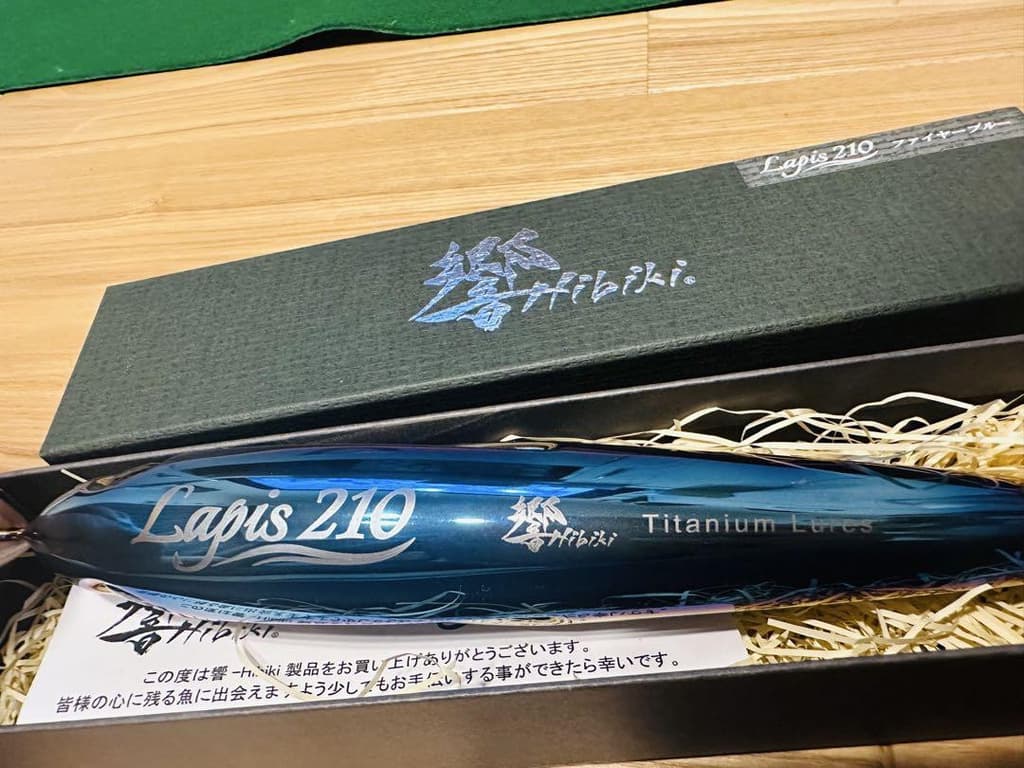 Lapis 210 ファイヤーブルー
響 Hibiki®
Lapis 210 響 Hibiki Titanium Lures
響 Hibiki®
この度は響 -Hibiki 製品をお買い上げありがとうございます。
皆様の心に残る魚に出会えますよう少しでもお手伝いする事ができたら幸いです。